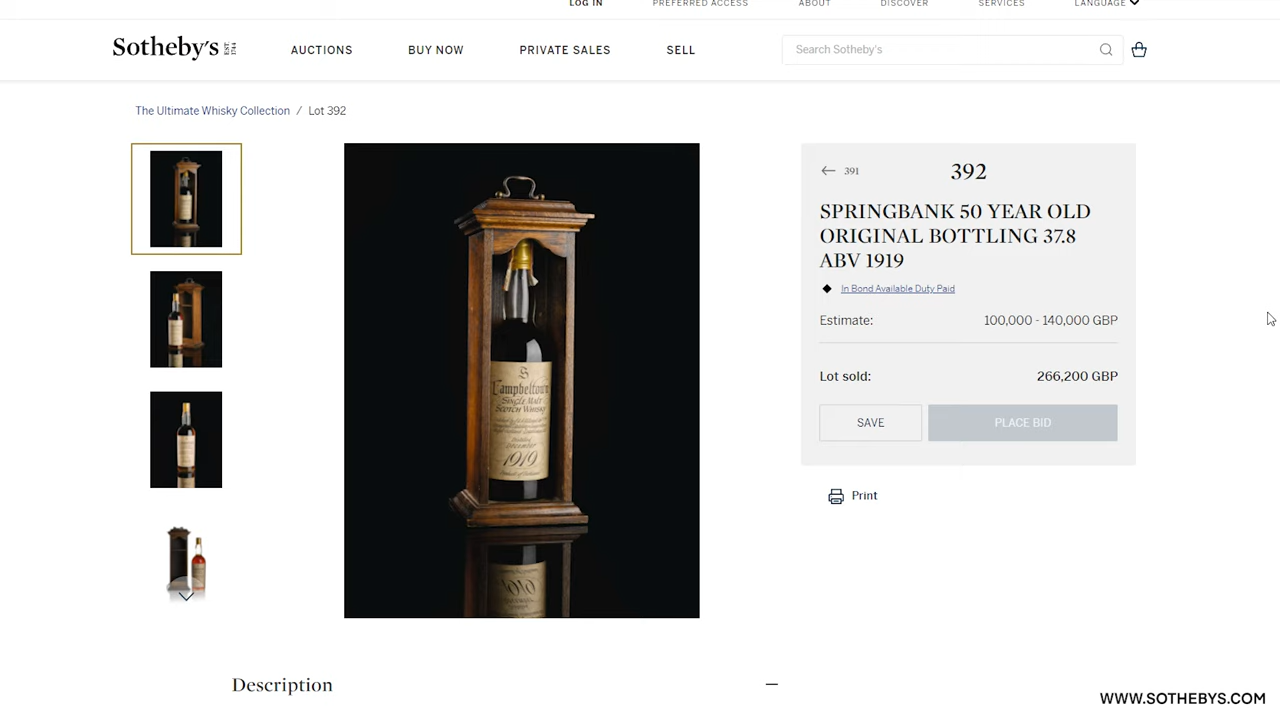 LOG IN PREFERRED ACCESS ABOUT DISCOVER SERVICES LANGUAGE
Sotheby's EST 1744
AUCTIONS BUY NOW PRIVATE SALES SELL
Search Sotheby's
The Ultimate Whisky Collection / Lot 392
391
392
SPRINGBANK 50 YEAR OLD
ORIGINAL BOTTLING 37.8
ABV 1919
In Bond Available Duty Paid
Estimate: 100,000 - 140,000 GBP
Lot sold: 266,200 GBP
SAVE PLACE BID
Print
S
Campbeltown
SINGLE MALT
SCOTCH WHISKY
December
1919
Description
WWW.SOTHEBYS.COM